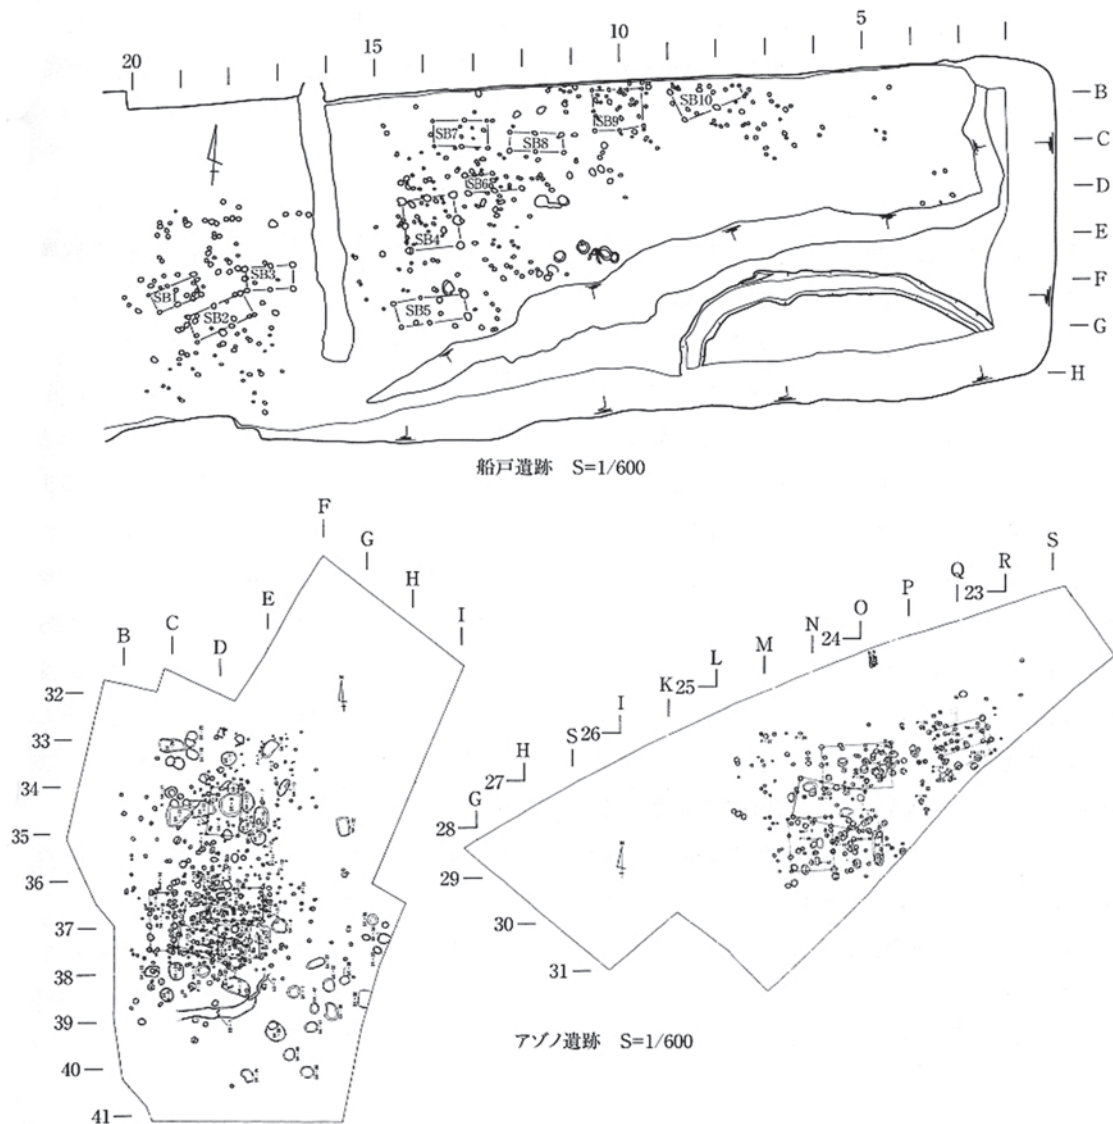 20 15 10 5
B
C
D
E
F
G
H
SB1
SB2
SB3
SB4
SB5
SB6
SB7
SB8
SB9
SB10
船戸遺跡 S=1/600
F
G
H
I
E
B C D
32
33
34
35
36
37
38
39
40
41
S
R
Q 23
P
O
N 24
M
L
K 25
I
S 26
H
27
G
28
29
30
31
アゾノ遺跡 S=1/600